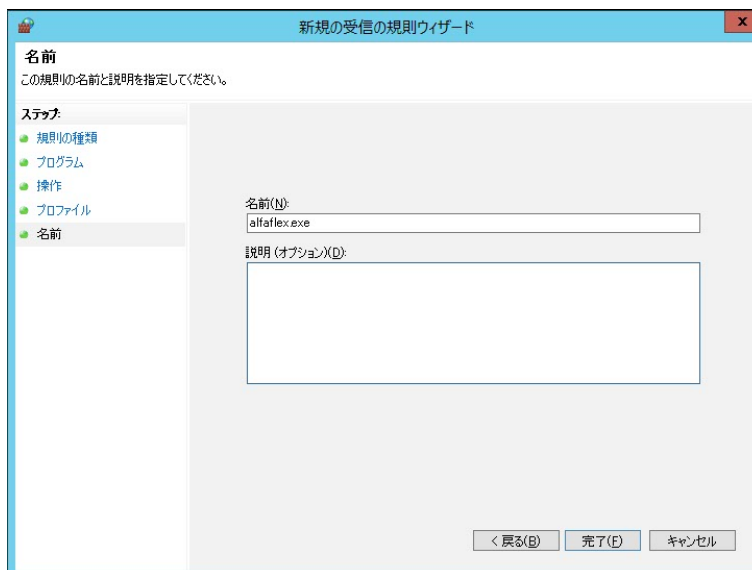 新規の受信の規則ウィザード
x
名前
この規則の名前と説明を指定してください。
ステップ:
規則の種類
プログラム
操作
プロファイル
名前
名前(N):
alfaflex.exe
説明 (オプション)(D):
< 戻る(B)
完了(F)
キャンセル